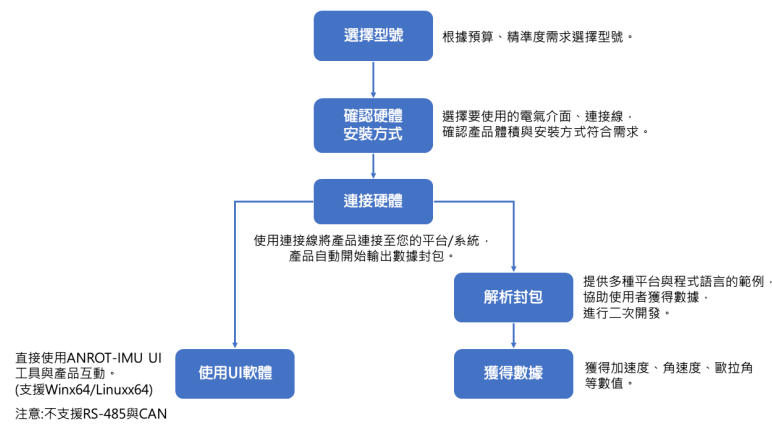 選擇型號
根據預算、精準度需求選擇型號。
確認硬體
安裝方式
選擇要使用的電氣介面、連接線,
確認產品體積與安裝方式符合需求。
連接硬體
使用連接線將產品連接至您的平台/系統,
產品自動開始輸出數據封包。
解析封包
提供多種平台與程式語言的範例,
協助使用者獲得數據,
進行二次開發。
直接使用ANROT-IMU UI
工具與產品互動。
(支援Winx64/Linuxx64)
注意:不支援RS-485與CAN
使用UI軟體
獲得數據
獲得加速度、角速度、歐拉角
等數值。